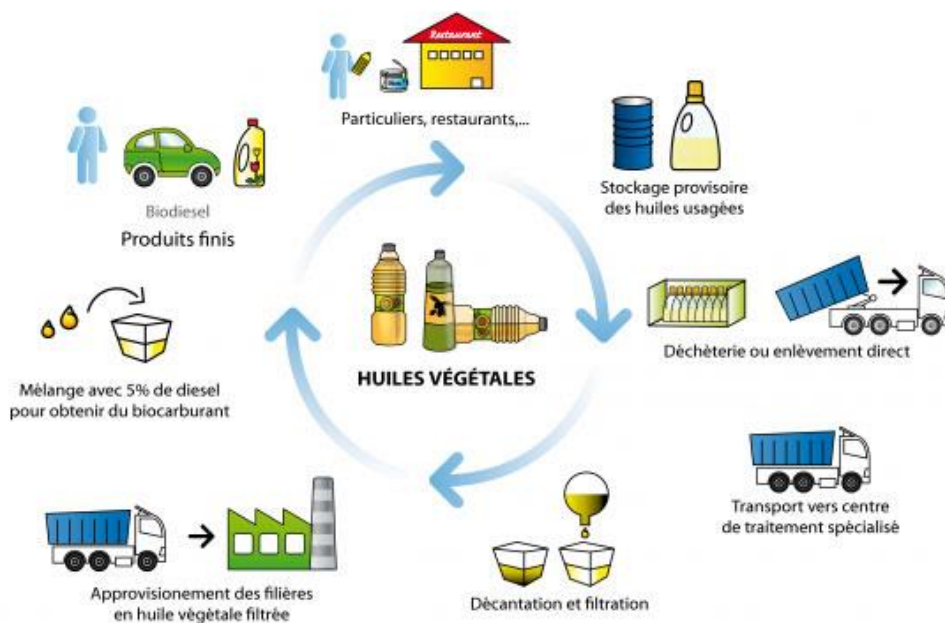 Restaurant
Particuliers, restaurants,...
Stockage provisoire
des huiles usagées
Déchèterie ou enlèvement direct
Transport vers centre
de traitement spécialisé
Décantation et filtration
Approvisionement des filières
en huile végétale filtrée
Mélange avec 5% de diesel
pour obtenir du biocarburant
Biodiesel
Produits finis
HUILES VÉGÉTALES